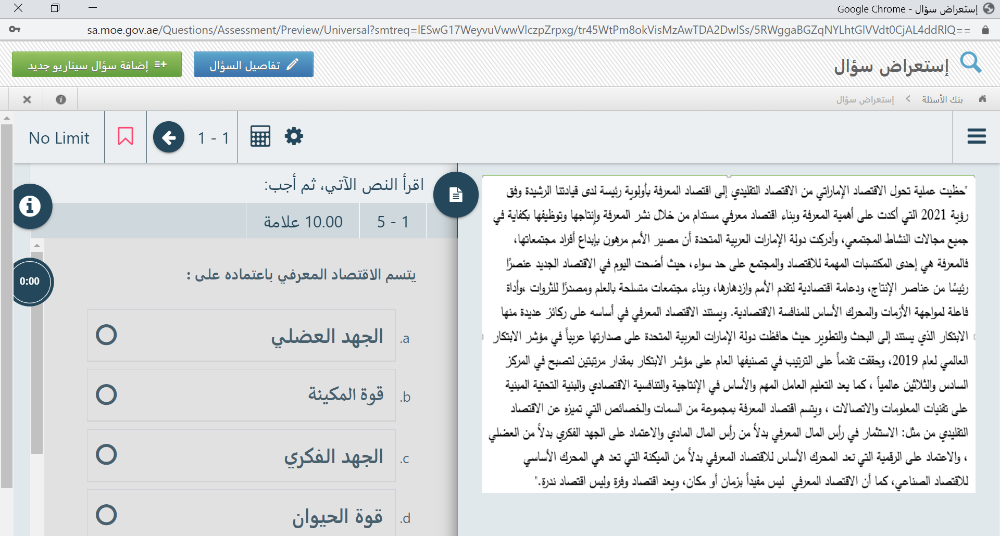 إستعراض سؤال - Google Chrome
sa.moe.gov.ae/Questions/Assessment/Preview/Universal?smtreq=lESwG17WeyvuVwwVlczpZrpxg/tr45WtPm8okVisMzAwTDA2DwlSs/5RWggaBGZqNYLhtGlVVdt0CjAL4ddRlQ==
إستعراض سؤال
تفاصيل السؤال
إضافة سؤال سيناريو جديد
بنك الأسئلة
إستعراض سؤال
No Limit
1 - 1
"حظيت عملية تحول الاقتصاد الإماراتي من الاقتصاد التقليدي إلى اقتصاد المعرفة بأولوية رئيسة لدى قيادتنا الرشيدة وفق
رؤية 2021 التي أكدت على أهمية المعرفة وبناء اقتصاد معرفي مستدام من خلال نشر المعرفة وإنتاجها وتوظيفها بكفاية في
جميع مجالات النشاط المجتمعي، وأدركت دولة الإمارات العربية المتحدة أن مصير الأمم مرهون بإبداع أفراد مجتمعاتها،
فالمعرفة هي إحدى المكتسبات المهمة للاقتصاد والمجتمع على حد سواء، حيث أضحت اليوم في الاقتصاد الجديد عنصرًا
رئيسًا من عناصر الإنتاج، ودعامة اقتصادية لتقدم الأمم وازدهارها، وبناء مجتمعات متسلحة بالعلم ومصدرًا للثروات ،وأداة
فاعلة لمواجهة الأزمات والمحرك الأساس للمنافسة الاقتصادية. ويستند الاقتصاد المعرفي في أساسه على ركائز عديدة منها
الابتكار الذي يستند إلى البحث والتطوير حيث حافظت دولة الإمارات العربية المتحدة على صدارتها عربياً في مؤشر الابتكار
العالمي لعام 2019، وحققت تقدماً على الترتيب في تصنيفها العام على مؤشر الابتكار بمقدار مرتبتين لتصبح في المركز
السادس والثلاثين عالمياً ، كما يعد التعليم العامل المهم والأساس في الإنتاجية والتنافسية الاقتصادي والبنية التحتية المبنية
على تقنيات المعلومات والاتصالات ، ويتسم اقتصاد المعرفة بمجموعة من السمات والخصائص التي تميزه عن الاقتصاد
التقليدي من مثل: الاستثمار في رأس المال المعرفي بدلاً من رأس المال المادي والاعتماد على الجهد الفكري بدلاً من العضلي
، والاعتماد على الرقمية التي تعد المحرك الأساس للاقتصاد المعرفي بدلاً من الميكنة التي تعد هي المحرك الأساسي
للاقتصاد الصناعي، كما أن الاقتصاد المعرفي ليس مقيداً بزمان أو مكان، ويعد اقتصاد وفرة وليس اقتصاد ندرة."
اقرأ النص الآتي، ثم أجب:
1 - 5
10.00 علامة
0:00
يتسم الاقتصاد المعرفي باعتماده على :
a. الجهد العضلي
b. قوة المكينة
c. الجهد الفكري
d. قوة الحيوان